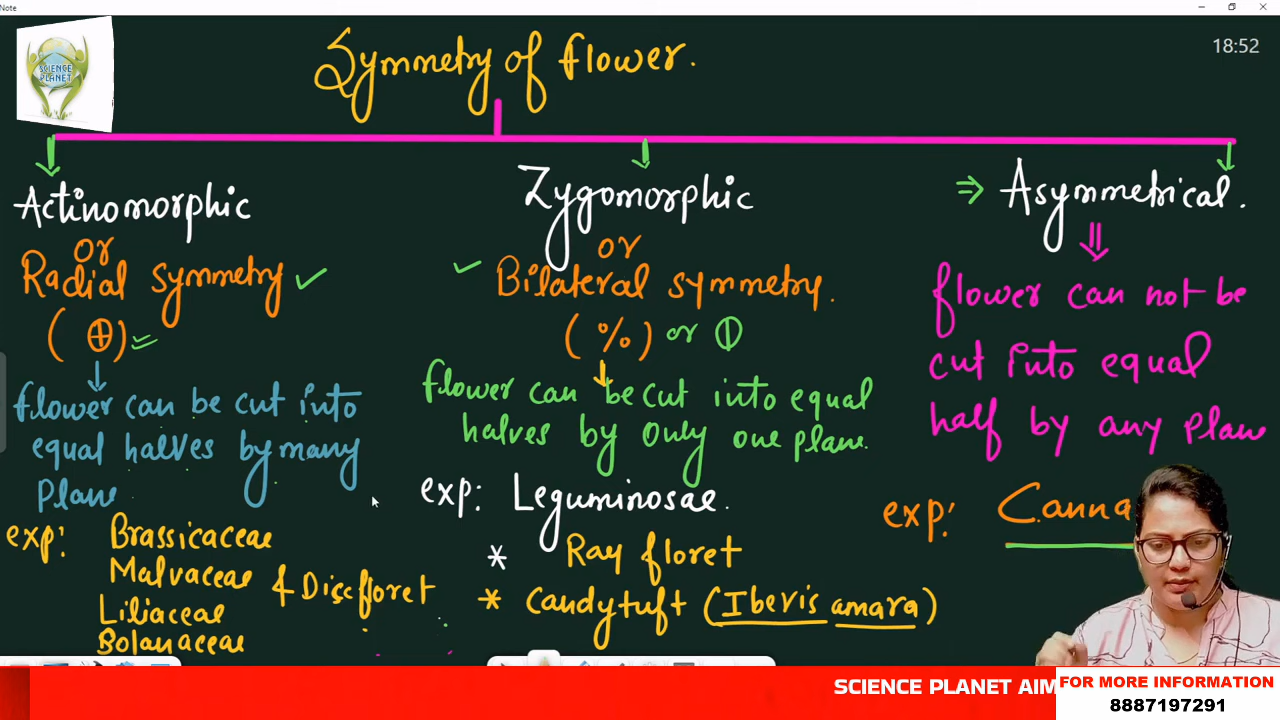 Note
SCIENCE
PLANET
Symmetry of flower.
18:52
Actinomorphic
or
Radial symmetry ✓
( ⊕ )
flower can be cut into
equal halves by many
plane
exp:
Brassicaceae
Malvaceae & Discfloret
Liliaceae
Bolanaceae
Zygomorphic
or
✓ Bilateral symmetry.
( % ) or ⦶
flower can be cut into equal
halves by only one plane.
exp: Leguminosae.
* Ray floret
* Candytuft (Iberis amara)
⇒ Asymmetrical.
⇓
flower can not be
cut into equal
half by any plane
exp: Canna
SCIENCE PLANET AIM
FOR MORE INFORMATION
8887197291